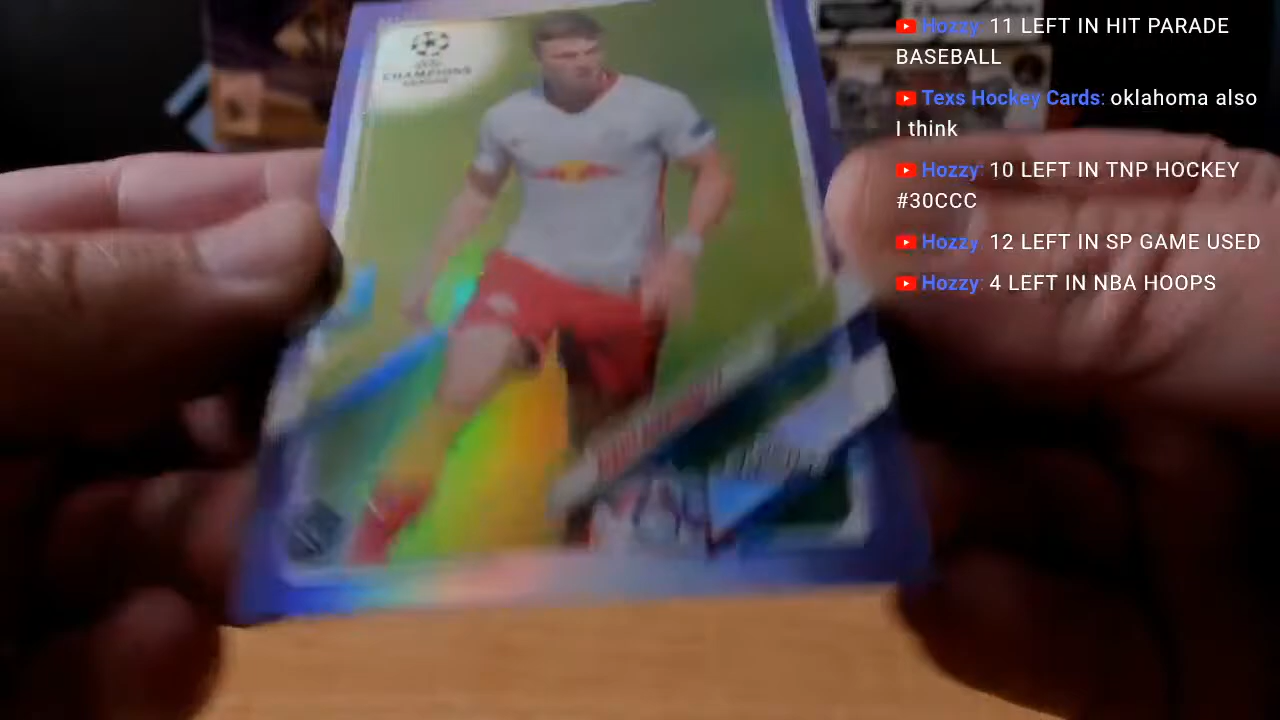 CHAMPIONS
LEAGUE
Hozzy: 11 LEFT IN HIT PARADE
BASEBALL
Texs Hockey Cards: oklahoma also
I think
Hozzy: 10 LEFT IN TNP HOCKEY
#30CCC
Hozzy: 12 LEFT IN SP GAME USED
Hozzy: 4 LEFT IN NBA HOOPS